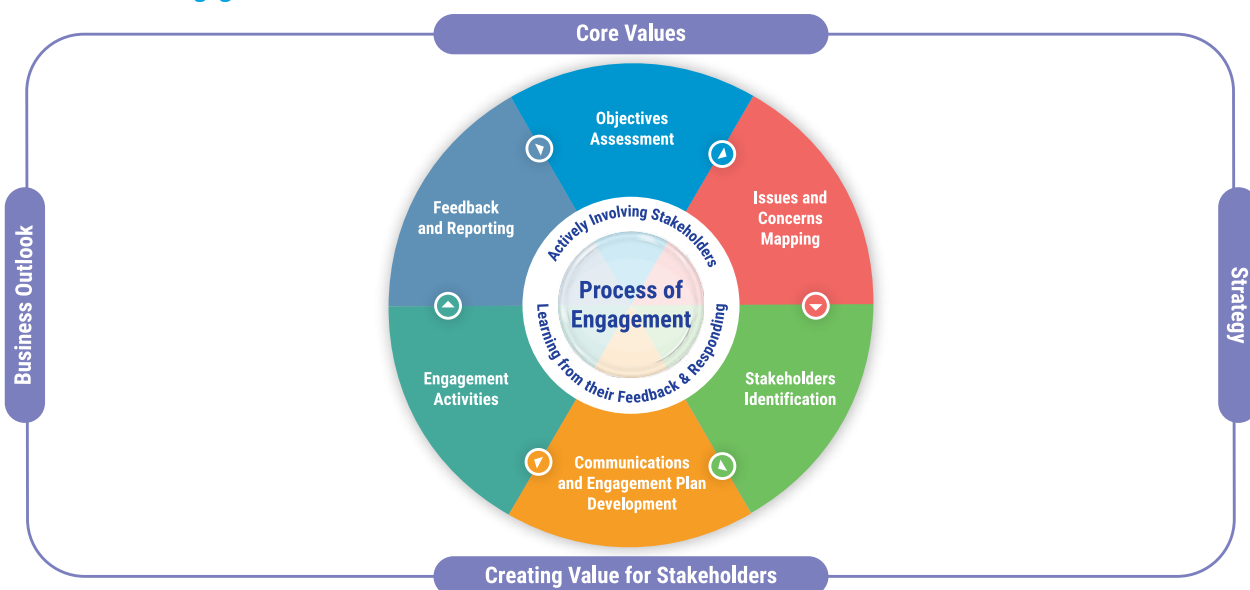 Core Values
Objectives
Assessment
Issues and
Concerns
Mapping
Stakeholders
Identification
Communications
and Engagement Plan
Development
Engagement
Activities
Feedback
and Reporting
Actively Involving Stakeholders
Process of
Engagement
Learning from their Feedback & Responding
Business Outlook
Strategy
Creating Value for Stakeholders